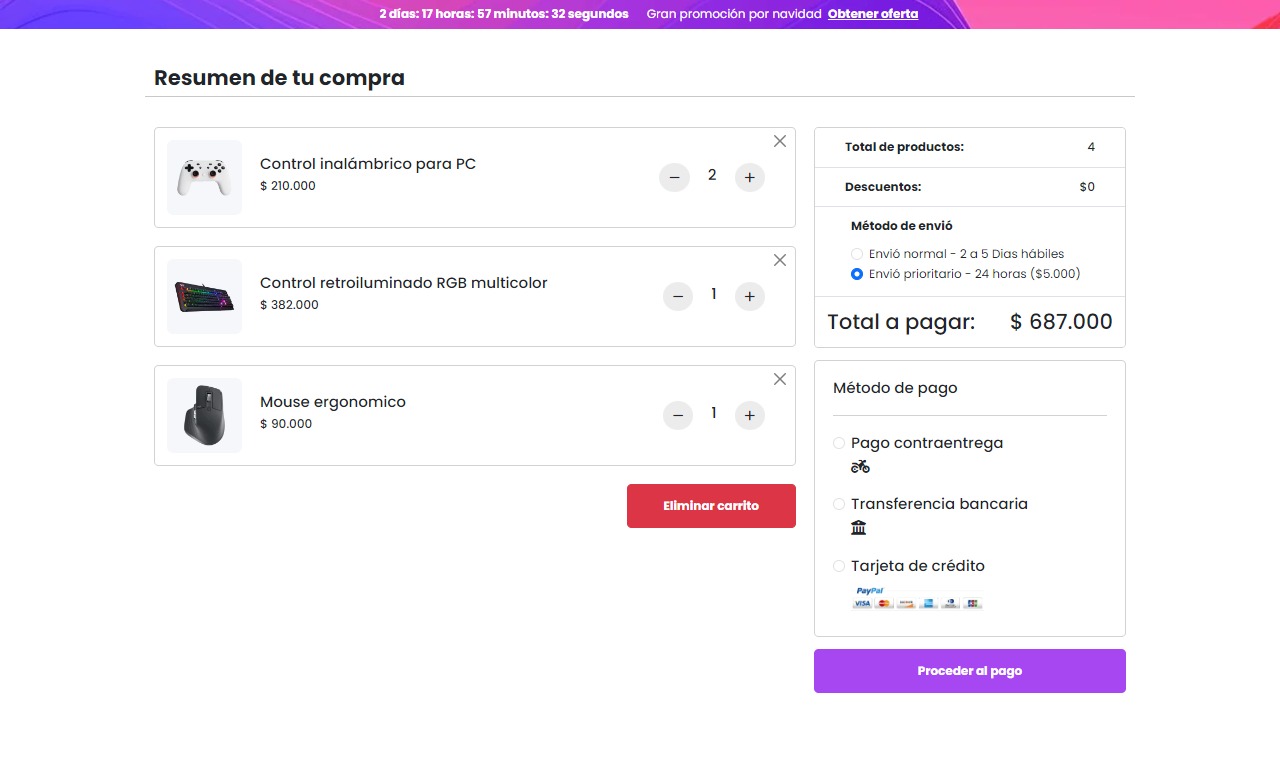 2 días: 17 horas: 57 minutos: 32 segundos Gran promoción por navidad Obtener oferta
Resumen de tu compra
Control inalámbrico para PC
$ 210.000
− 2 +
Control retroiluminado RGB multicolor
$ 382.000
− 1 +
Mouse ergonomico
$ 90.000
− 1 +
Eliminar carrito
Total de productos: 4
Descuentos: $0
Método de envió
Envió normal - 2 a 5 Dias hábiles
Envió prioritario - 24 horas ($5.000)
Total a pagar: $ 687.000
Método de pago
Pago contraentrega
Transferencia bancaria
Tarjeta de crédito
PayPal
VISA
Proceder al pago